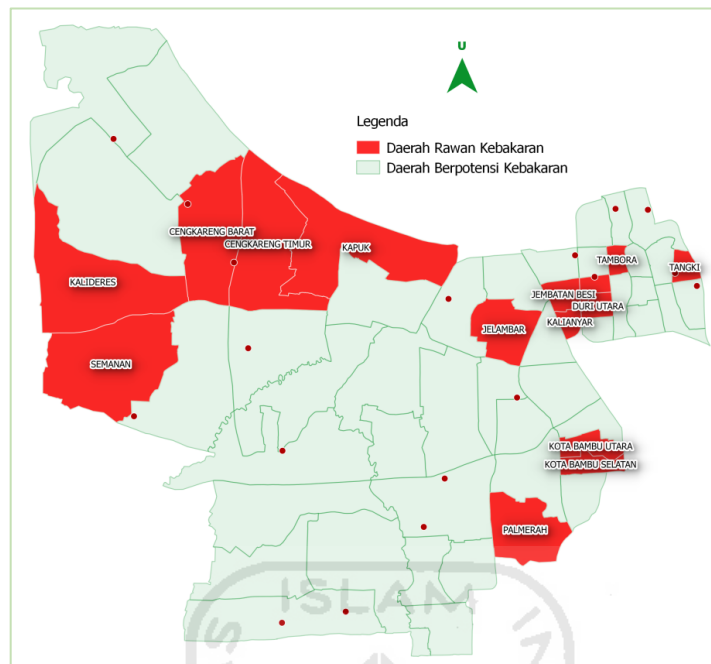 U
Legenda
Daerah Rawan Kebakaran
Daerah Berpotensi Kebakaran
CENGKARENG BARAT
CENGKARENG TIMUR
KAPUK
TAMBORA
TANGKI
KALIDERES
JEMBATAN BESI
DURI UTARA
KALIANYAR
JELAMBAR
SEMANAN
KOTA BAMBU UTARA
KOTA BAMBU SELATAN
PALMERAH
ISLAM